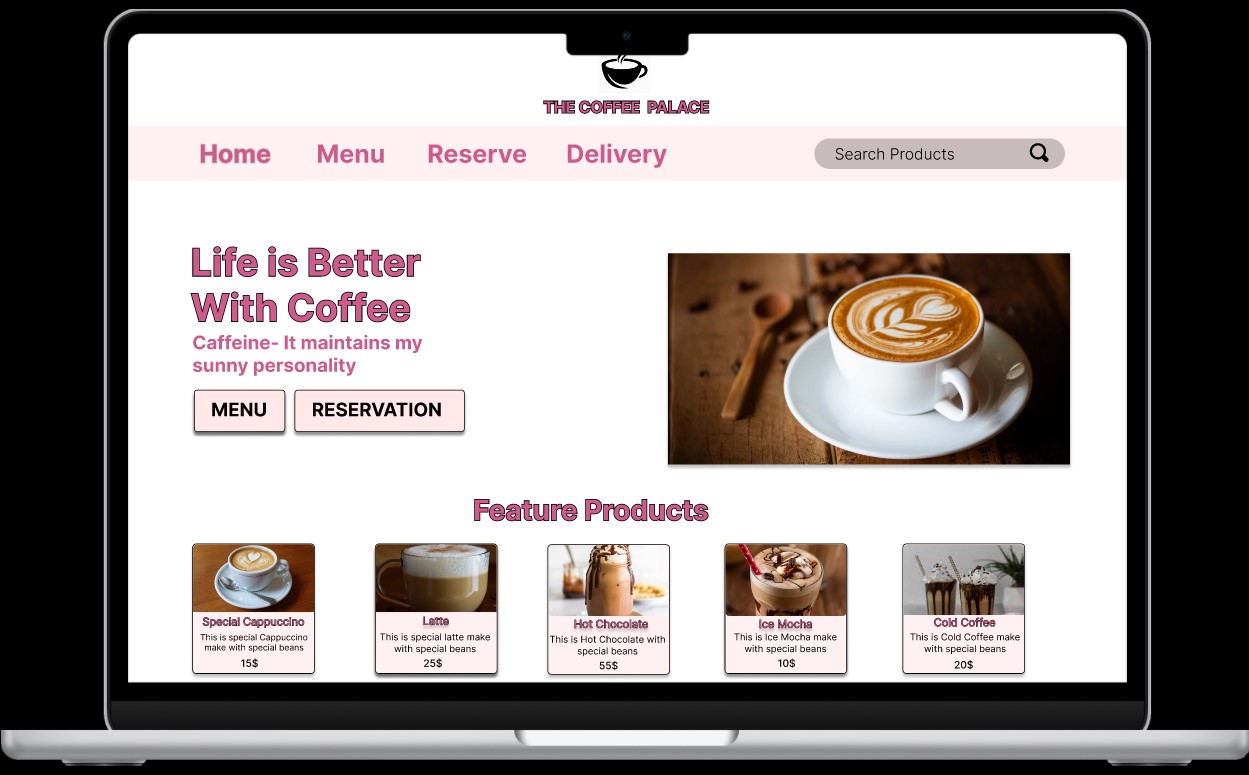 THE COFFEE PALACE
Home Menu Reserve Delivery Search Products
Life is Better
With Coffee
Caffeine- It maintains my
sunny personality
MENU RESERVATION
Feature Products
Special Cappuccino
This is special Cappuccino
make with special beans
15$
Latte
This is special latte make
with special beans
25$
Hot Chocolate
This is Hot Chocolate with
special beans
55$
Ice Mocha
This is Ice Mocha make
with special beans
10$
Cold Coffee
This is Cold Coffee make
with special beans
20$